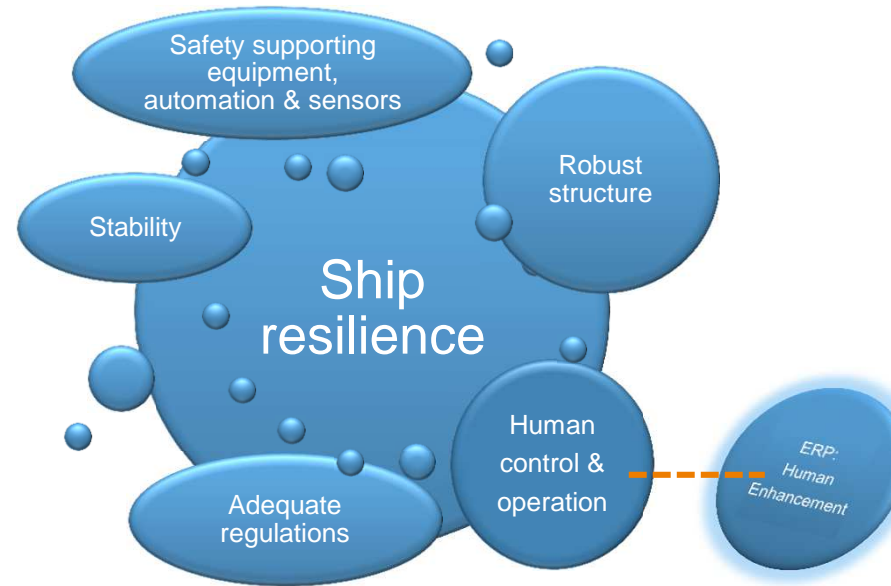 Safety supporting
equipment,
automation & sensors
Robust
structure
Stability
Ship
resilience
Human
control &
operation
ERP:
Human
Enhancement
Adequate
regulations